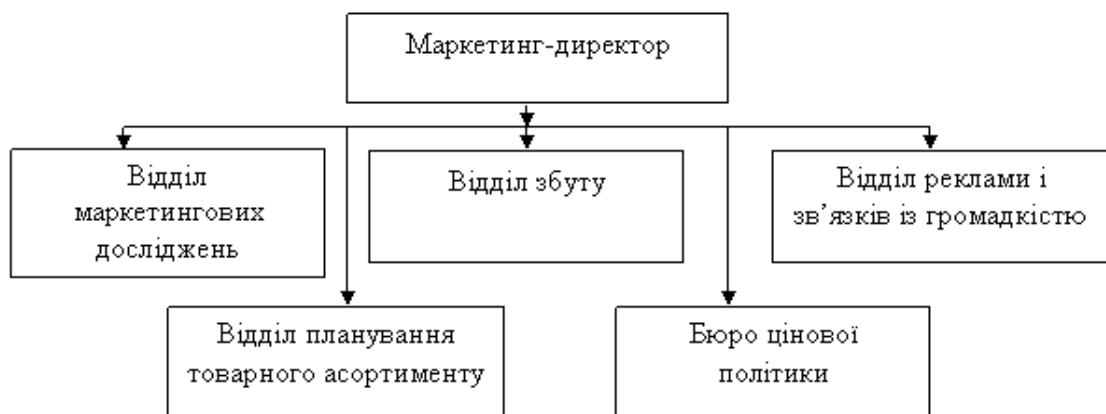 Маркетинг-директор
Відділ
маркетингових
досліджень
Відділ збуту
Відділ реклами і
зв’язків із громадкістю
Відділ планування
товарного асортименту
Бюро цінової
політики